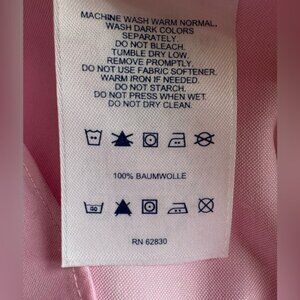 MACHINE WASH WARM NORMAL.
WASH DARK COLORS
SEPARATELY.
DO NOT BLEACH.
TUMBLE DRY LOW.
REMOVE PROMPTLY.
DO NOT USE FABRIC SOFTENER.
WARM IRON IF NEEDED.
DO NOT STARCH.
DO NOT PRESS WHEN WET.
DO NOT DRY CLEAN.
100% BAUMWOLLE
40
RN 62830